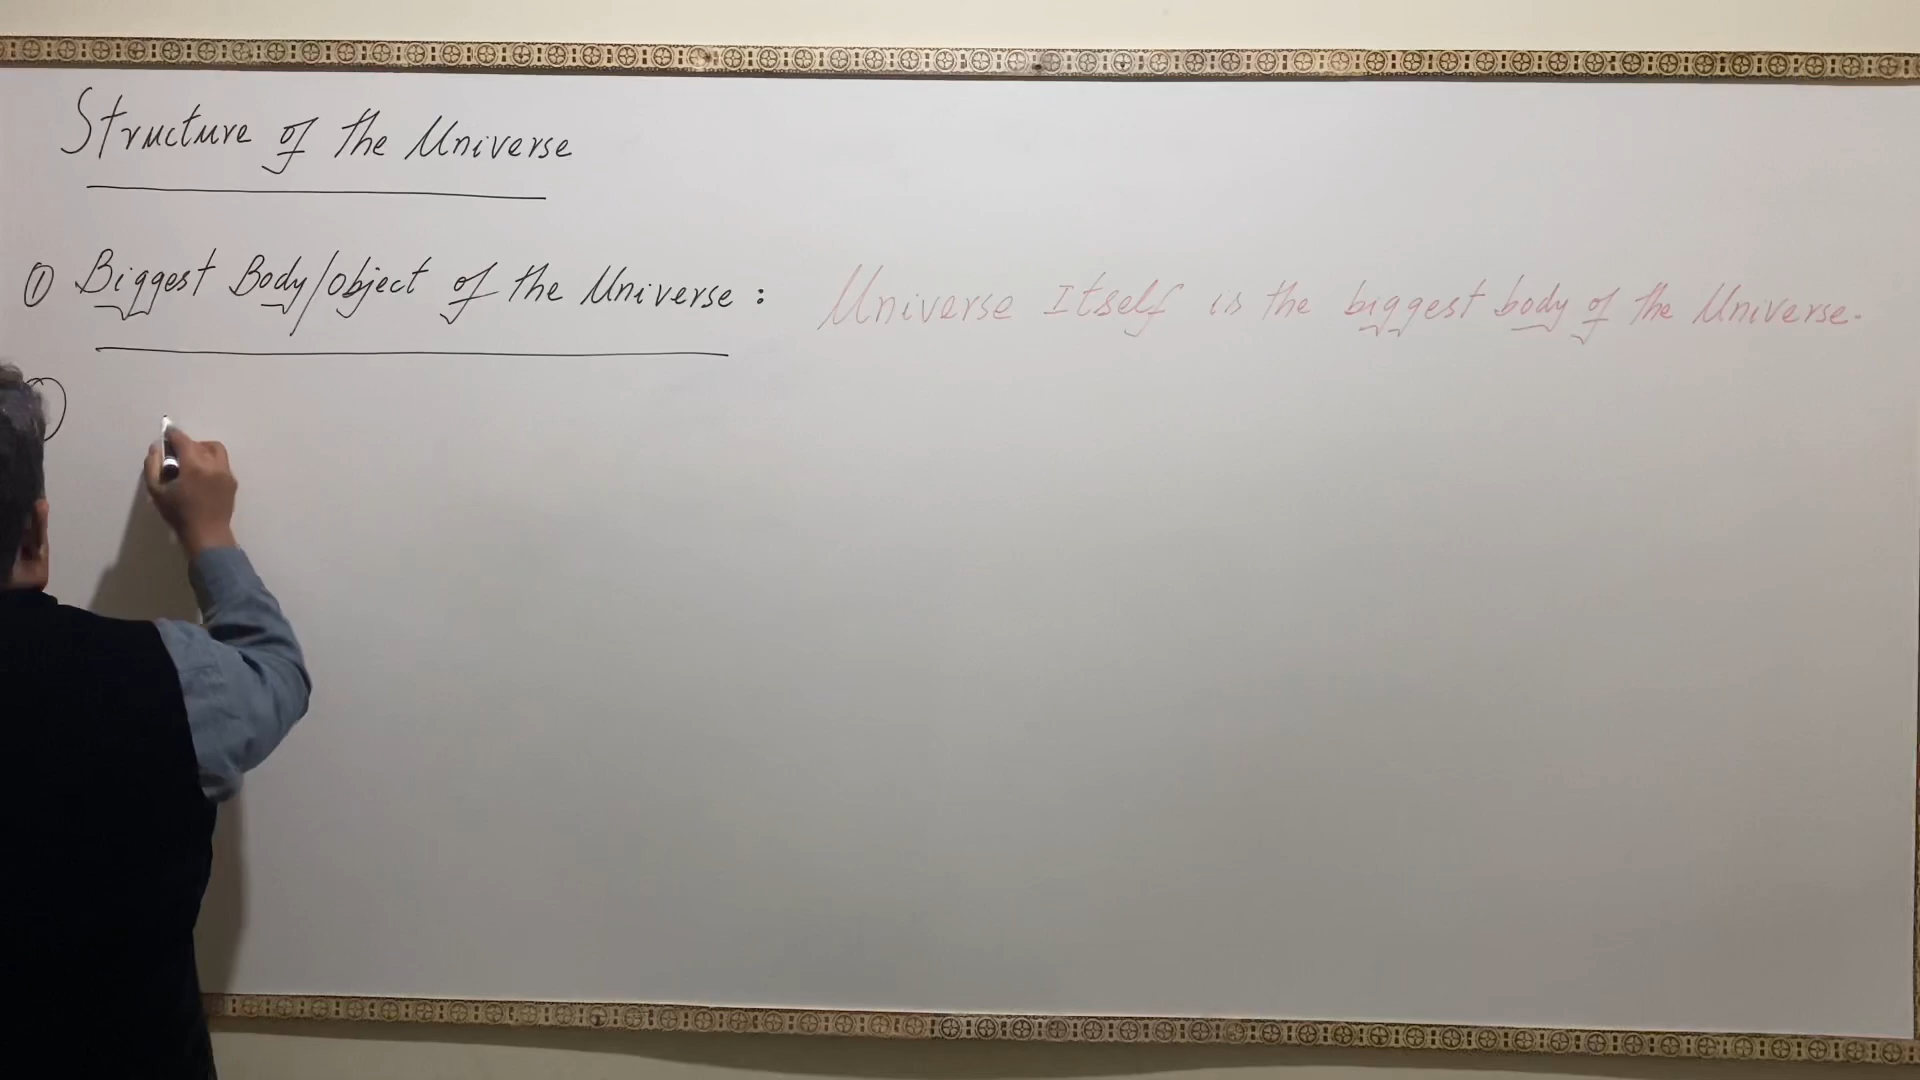 Structure of the Universe
① Biggest Body/object of the Universe : Universe Itself is the biggest body of the Universe.